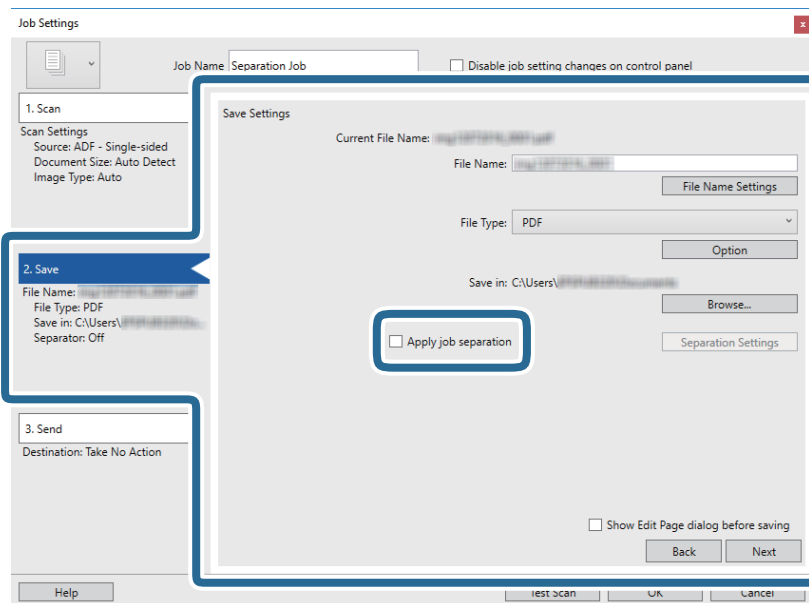 Job Settings
Job Name Separation Job
Disable job setting changes on control panel
1. Scan
Scan Settings
Source: ADF - Single-sided
Document Size: Auto Detect
Image Type: Auto
2. Save
File Name:
File Type: PDF
Save in: C:\Users\
Separator: Off
3. Send
Destination: Take No Action
Save Settings
Current File Name:
File Name:
File Name Settings
File Type: PDF
Option
Save in: C:\Users\
Browse...
Apply job separation
Separation Settings
Show Edit Page dialog before saving
Back Next
Help Test Scan OK Cancel